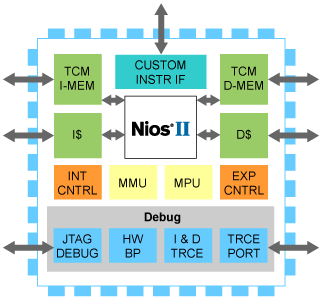 TCM
I-MEM
CUSTOM
INSTR IF
TCM
D-MEM
I$
Nios® II
D$
INT
CNTRL
MMU
MPU
EXP
CNTRL
Debug
JTAG
DEBUG
HW
BP
I & D
TRCE
TRCE
PORT